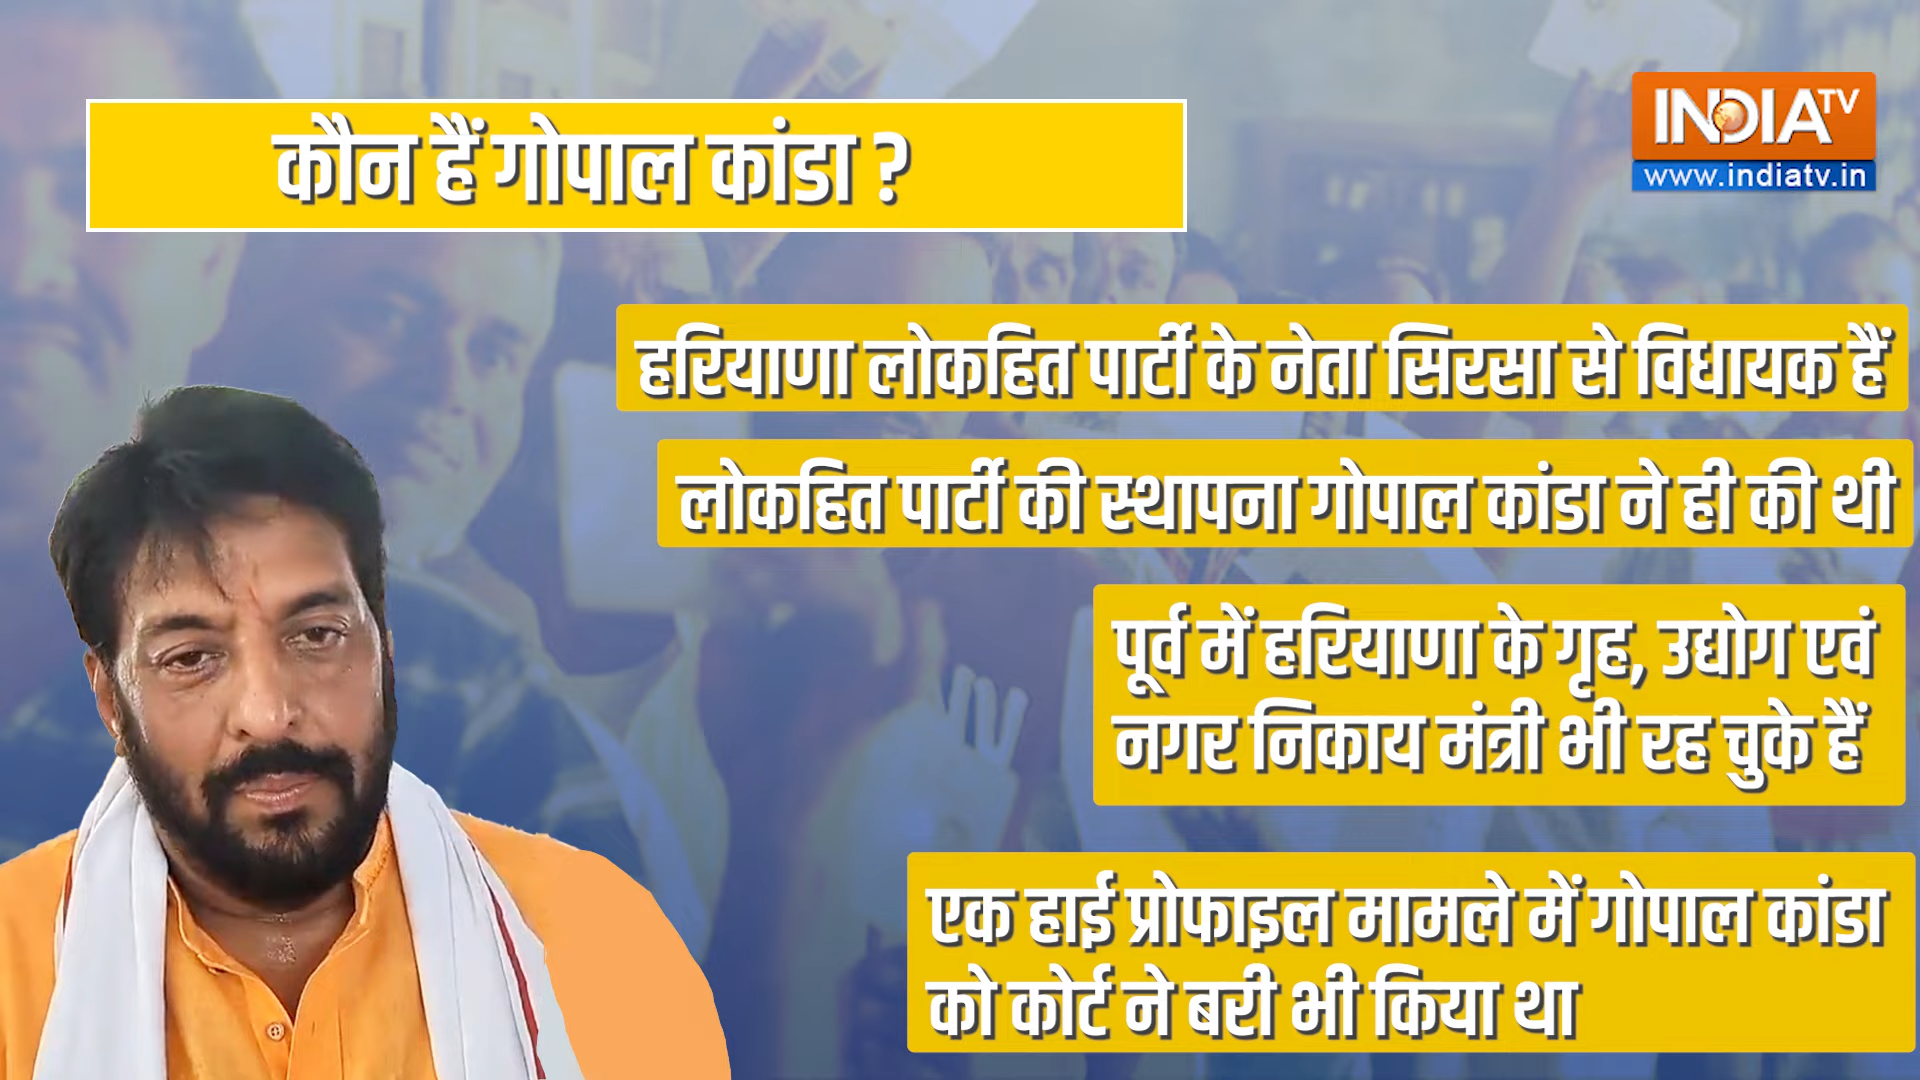 कौन हैं गोपाल कांडा ?
INDIA TV
www.indiatv.in
हरियाणा लोकहित पार्टी के नेता सिरसा से विधायक हैं
लोकहित पार्टी की स्थापना गोपाल कांडा ने ही की थी
पूर्व में हरियाणा के गृह, उद्योग एवं
नगर निकाय मंत्री भी रह चुके हैं
एक हाई प्रोफाइल मामले में गोपाल कांडा
को कोर्ट ने बरी भी किया था